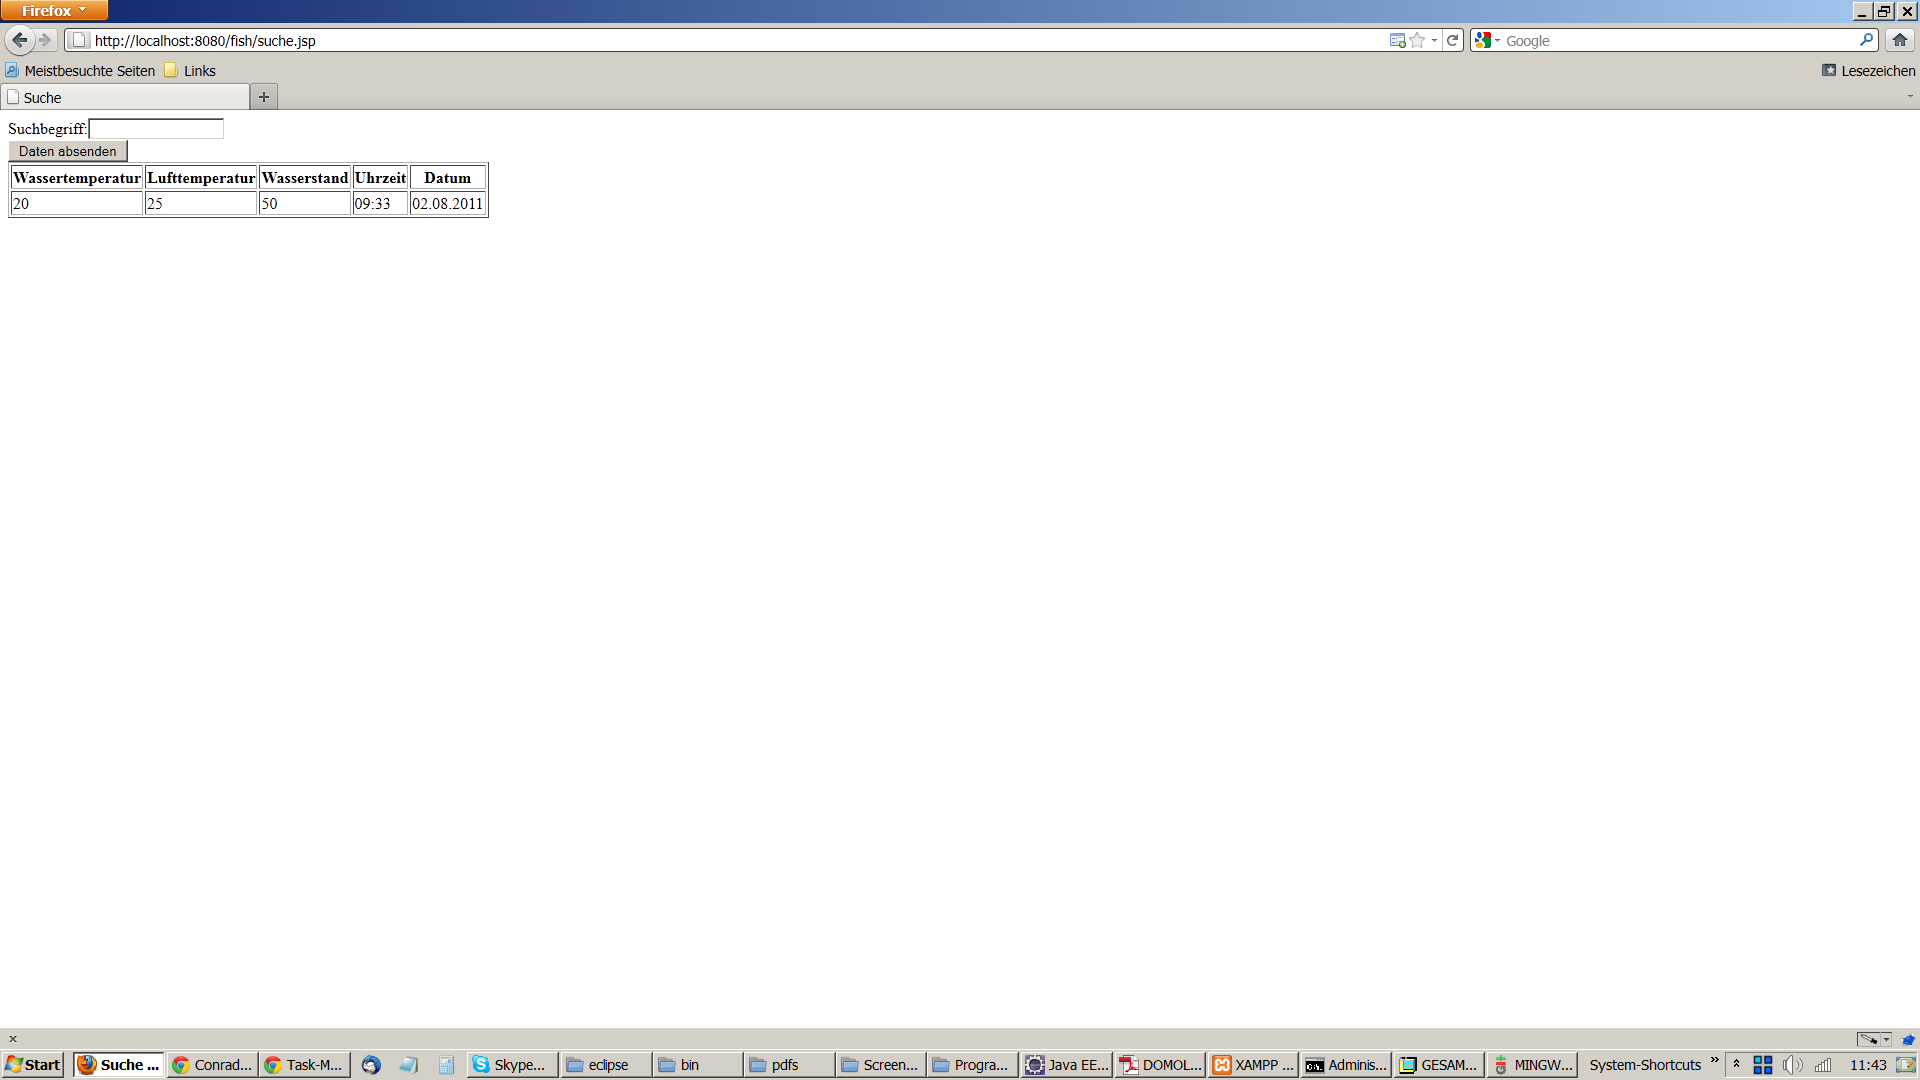 Firefox
http://localhost:8080/fish/suche.jsp
Google
Meistbesuchte Seiten Links Lesezeichen
Suche
Suchbegriff:
Daten absenden
Wassertemperatur Lufttemperatur Wasserstand Uhrzeit Datum
20 25 50 09:33 02.08.2011
Start Suche ... Conrad... Task-M... Skype... eclipse bin pdfs Screen... Progra... Java EE... DOMOL... XAMPP ... Adminis... GESAM... MINGW... System-Shortcuts 11:43